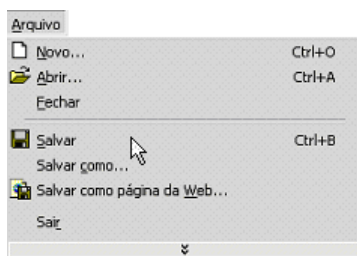 Arquivo
Novo... Ctrl+O
Abrir... Ctrl+A
Fechar
Salvar Ctrl+B
Salvar como...
Salvar como página da Web...
Sair